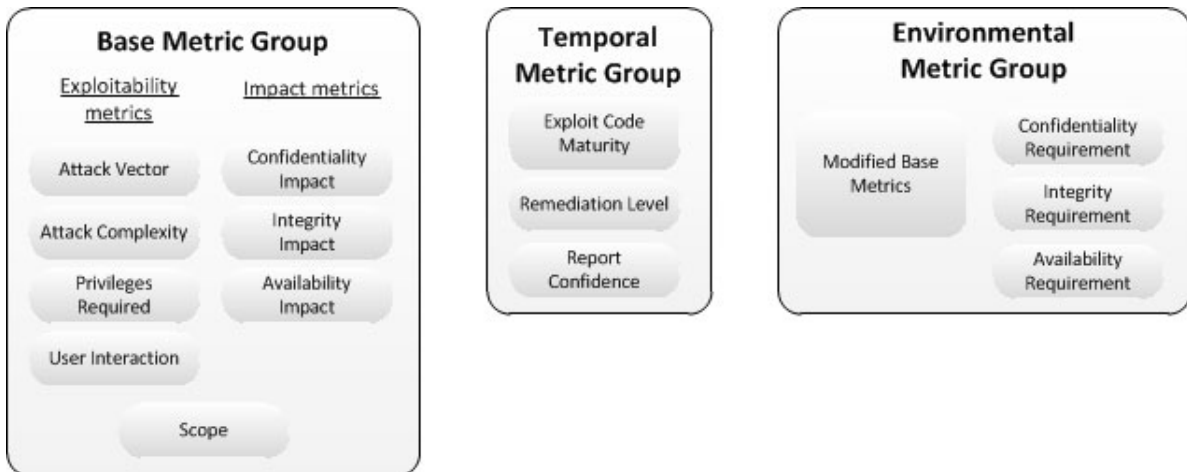 Base Metric Group
Exploitability
metrics
Impact metrics
Attack Vector
Confidentiality
Impact
Attack Complexity
Integrity
Impact
Privileges
Required
Availability
Impact
User Interaction
Scope
Temporal
Metric Group
Exploit Code
Maturity
Remediation Level
Report
Confidence
Environmental
Metric Group
Modified Base
Metrics
Confidentiality
Requirement
Integrity
Requirement
Availability
Requirement